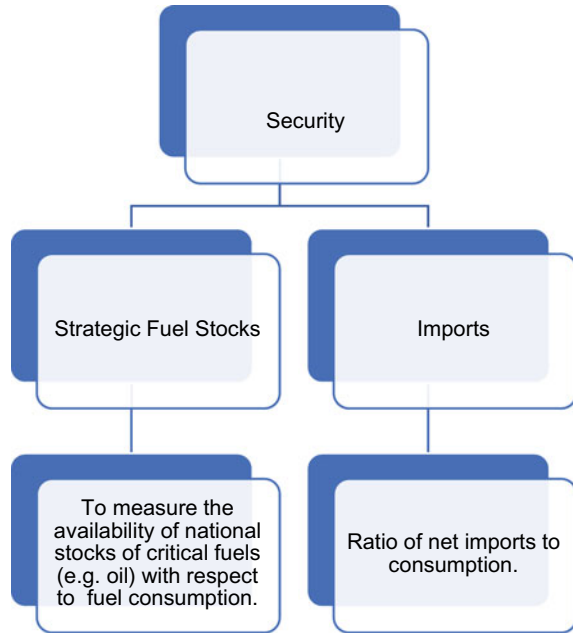 Security
Strategic Fuel Stocks
Imports
To measure the
availability of national
stocks of critical fuels
(e.g. oil) with respect
to fuel consumption.
Ratio of net imports to
consumption.